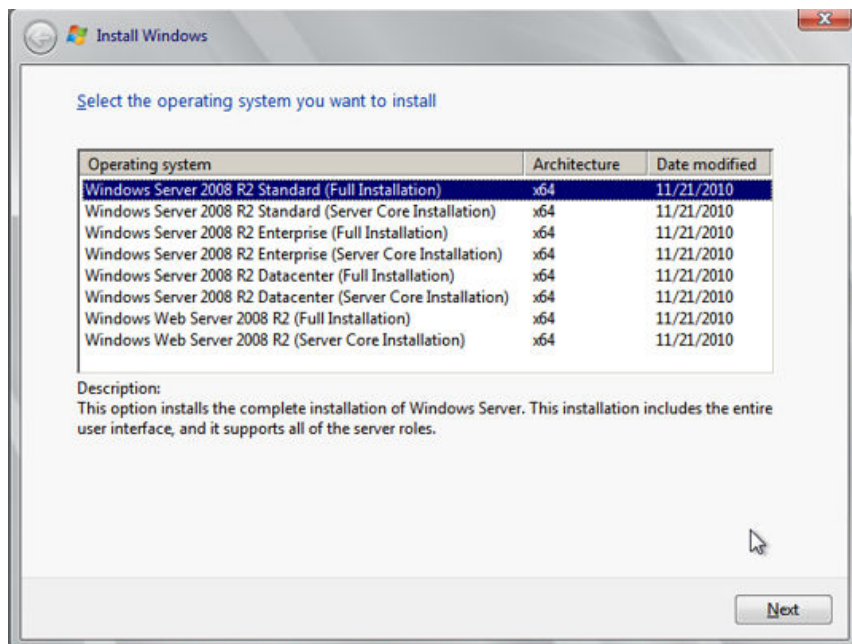 Install Windows
Select the operating system you want to install
Operating system Architecture Date modified
Windows Server 2008 R2 Standard (Full Installation) x64 11/21/2010
Windows Server 2008 R2 Standard (Server Core Installation) x64 11/21/2010
Windows Server 2008 R2 Enterprise (Full Installation) x64 11/21/2010
Windows Server 2008 R2 Enterprise (Server Core Installation) x64 11/21/2010
Windows Server 2008 R2 Datacenter (Full Installation) x64 11/21/2010
Windows Server 2008 R2 Datacenter (Server Core Installation) x64 11/21/2010
Windows Web Server 2008 R2 (Full Installation) x64 11/21/2010
Windows Web Server 2008 R2 (Server Core Installation) x64 11/21/2010
Description:
This option installs the complete installation of Windows Server. This installation includes the entire
user interface, and it supports all of the server roles.
Next